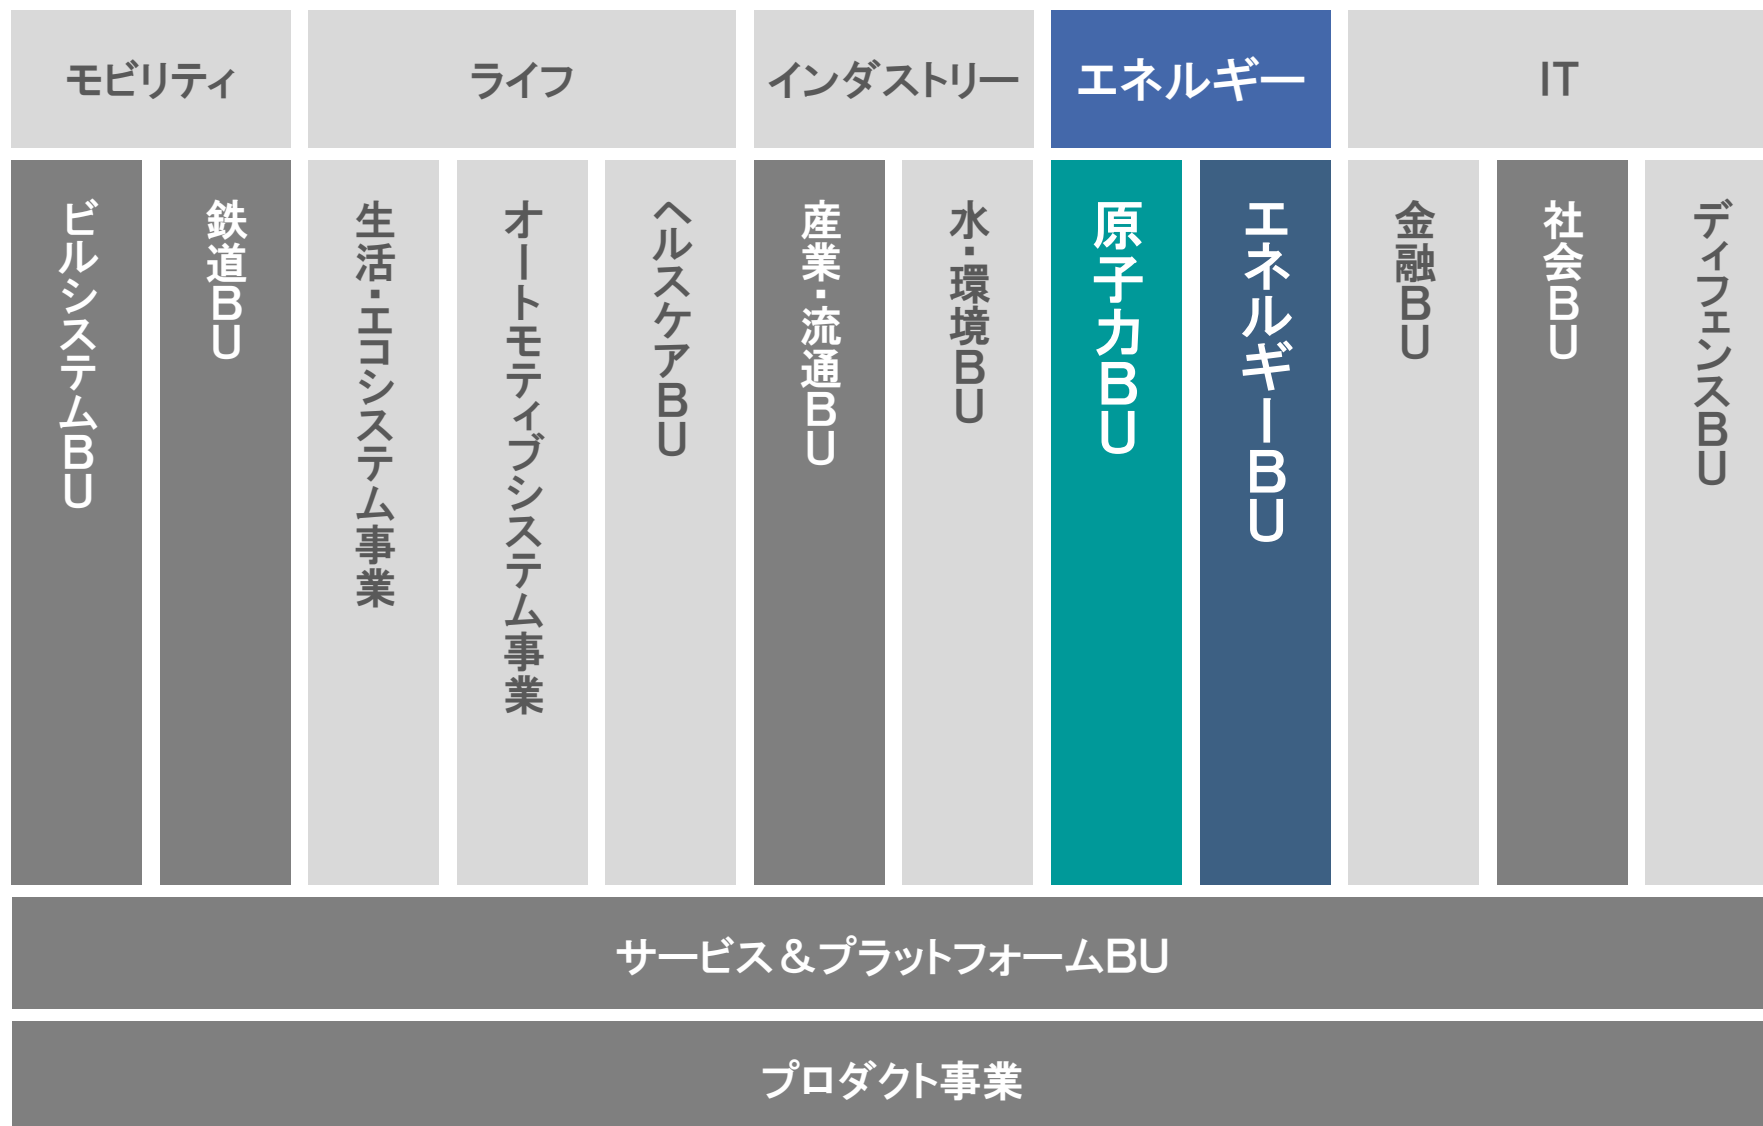 モビリティ
ライフ
インダストリー
エネルギー
IT
ビルシステムBU
鉄道BU
生活・エコシステム事業
オートモティブシステム事業
ヘルスケアBU
産業・流通BU
水・環境BU
原子力BU
エネルギーBU
金融BU
社会BU
ディフェンスBU
サービス＆プラットフォームBU
プロダクト事業